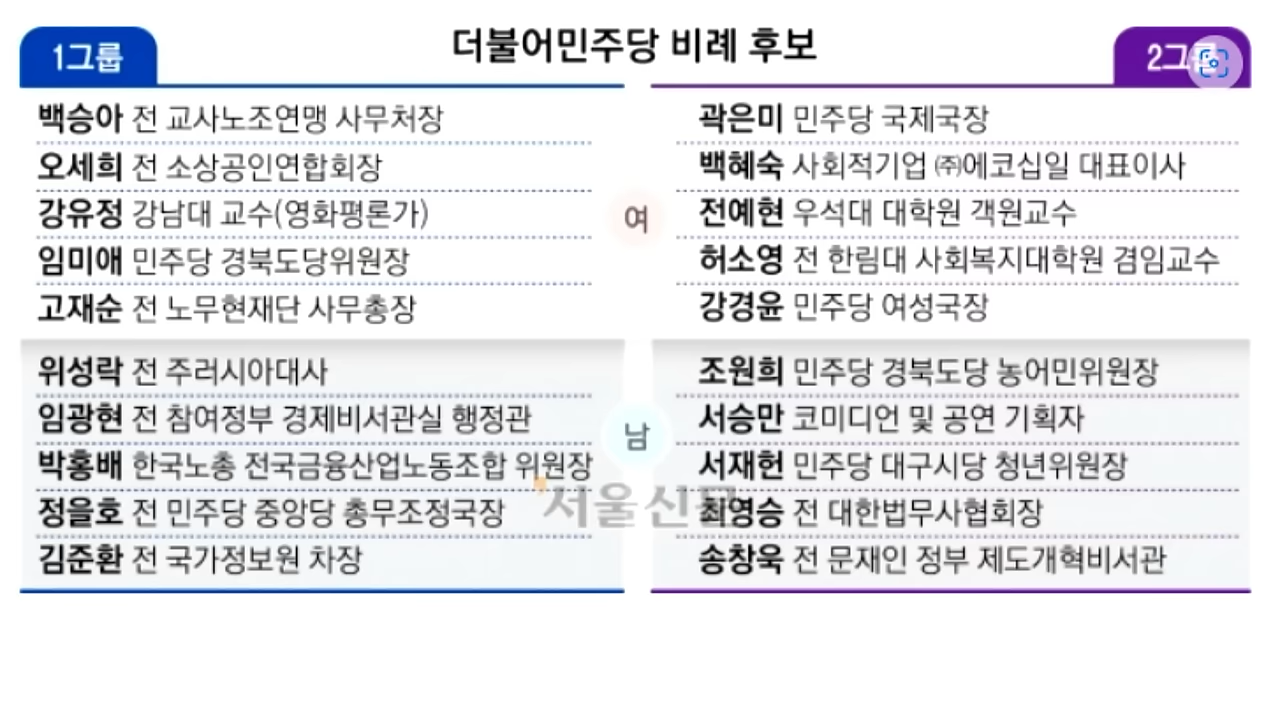 더불어민주당 비례 후보
1그룹
백승아 전 교사노조연맹 사무처장
오세희 전 소상공인연합회장
강유정 강남대 교수(영화평론가)
임미애 민주당 경북도당위원장
고재순 전 노무현재단 사무총장
위성락 전 주러시아대사
임광현 전 참여정부 경제비서관실 행정관
박홍배 한국노총 전국금융산업노동조합 위원장
정을호 전 민주당 중앙당 총무조정국장
김준환 전 국가정보원 차장
여
남
2그룹
곽은미 민주당 국제국장
백혜숙 사회적기업 ㈜에코십일 대표이사
전예현 우석대 대학원 객원교수
허소영 전 한림대 사회복지대학원 겸임교수
강경윤 민주당 여성국장
조원희 민주당 경북도당 농어민위원장
서승만 코미디언 및 공연 기획자
서재헌 민주당 대구시당 청년위원장
최영승 전 대한법무사협회장
송창욱 전 문재인 정부 제도개혁비서관
서울신문